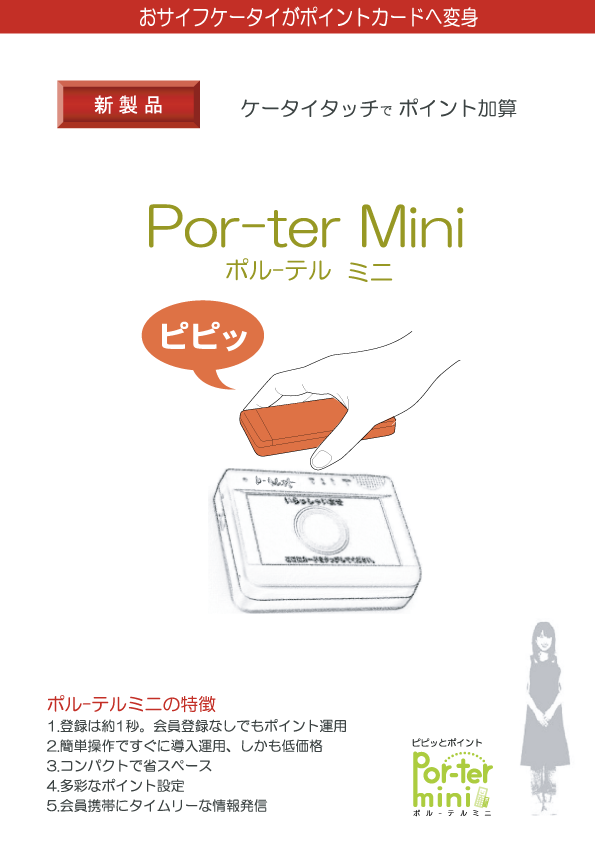 おサイフケータイがポイントカードへ変身
新製品
ケータイタッチで ポイント加算
Por-ter Mini
ポル-テル ミニ
ピピッ
いらっしゃいませ
ポル-テルミニの特徴
1.登録は約1秒。会員登録なしでもポイント運用
2.簡単操作ですぐに導入運用、しかも低価格
3.コンパクトで省スペース
4.多彩なポイント設定
5.会員携帯にタイムリーな情報発信
ピピッとポイント
Por-ter
mini
ポル-テルミニ